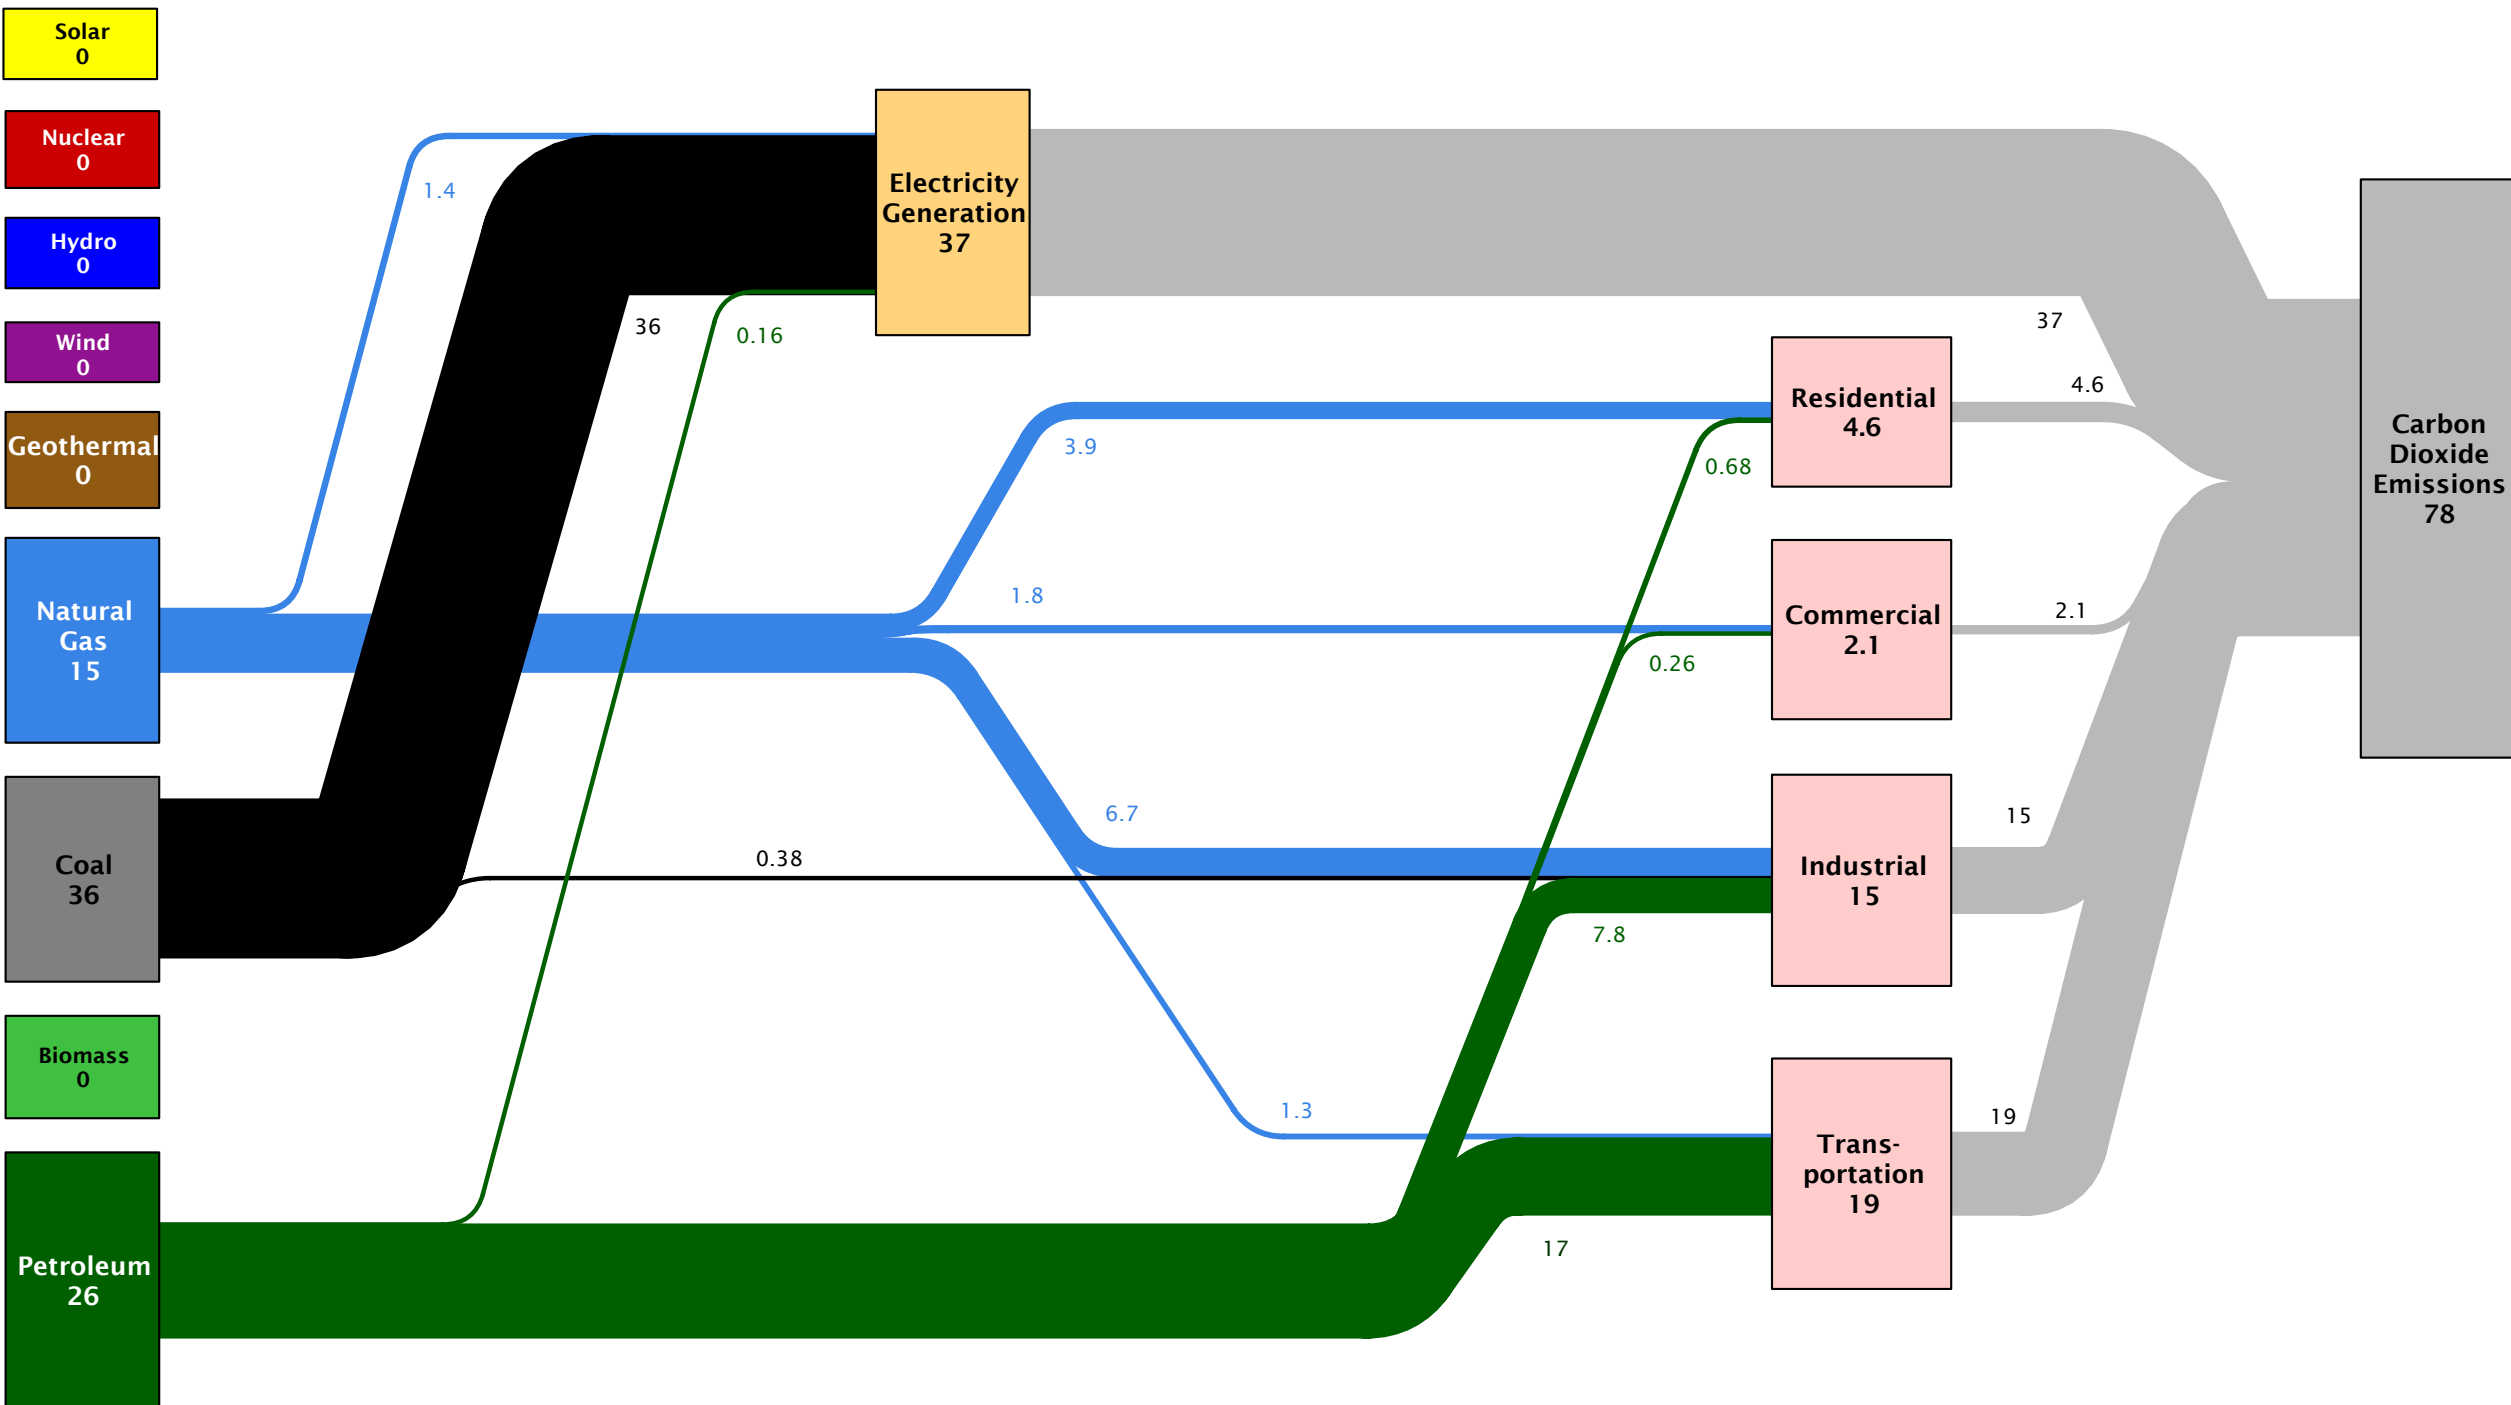 Solar
0
Nuclear
0
Hydro
0
Wind
0
Geothermal
0
Natural
Gas
15
Coal
36
Biomass
0
Petroleum
26
1.4
36
0.16
Electricity
Generation
37
3.9
1.8
6.7
0.38
1.3
0.68
0.26
7.8
17
Residential
4.6
Commercial
2.1
Industrial
15
Trans-
portation
19
37
4.6
2.1
15
19
Carbon
Dioxide
Emissions
78